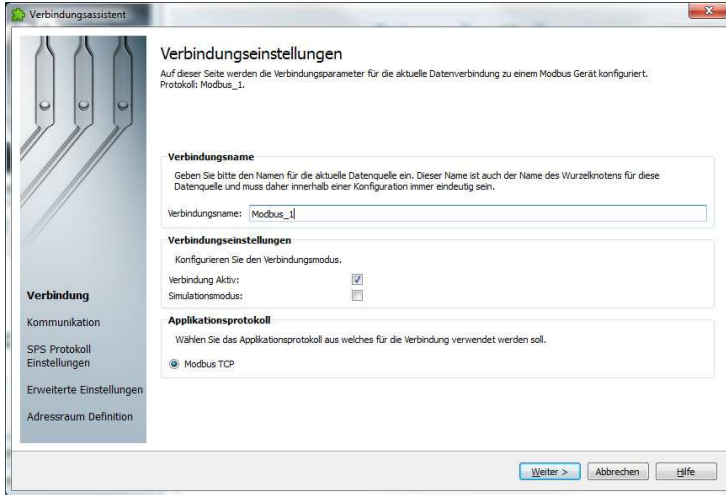 Verbindungsassistent
Verbindungseinstellungen
Auf dieser Seite werden die Verbindungsparameter für die aktuelle Datenverbindung zu einem Modbus Gerät konfiguriert.
Protokoll: Modbus_1.
Verbindungsname
Geben Sie bitte den Namen für die aktuelle Datenquelle ein. Dieser Name ist auch der Name des Wurzelknotens für diese
Datenquelle und muss daher innerhalb einer Konfiguration immer eindeutig sein.
Verbindungsname: Modbus_1
Verbindungseinstellungen
Konfigurieren Sie den Verbindungsmodus.
Verbindung Aktiv:
Simulationsmodus:
Applikationsprotokoll
Wählen Sie das Applikationsprotokoll aus welches für die Verbindung verwendet werden soll.
Modbus TCP
Verbindung
Kommunikation
SPS Protokoll
Einstellungen
Erweiterte Einstellungen
Adressraum Definition
Weiter > Abbrechen Hilfe